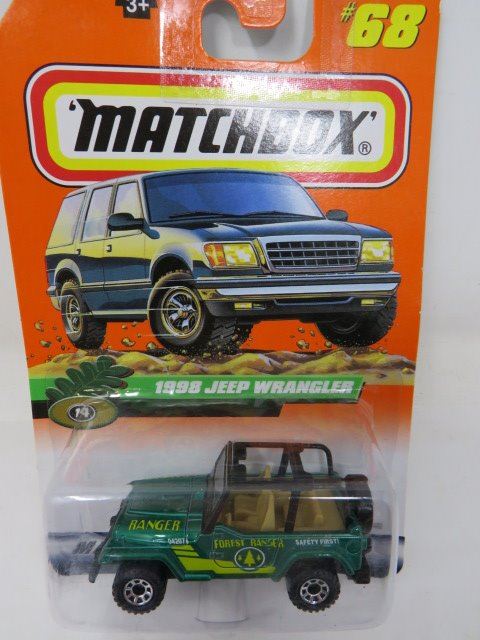 3+
#68
'MATCHBOX'®
1998 JEEP WRANGLER
14
RANGER
FOREST RANGER
SAFETY FIRST!